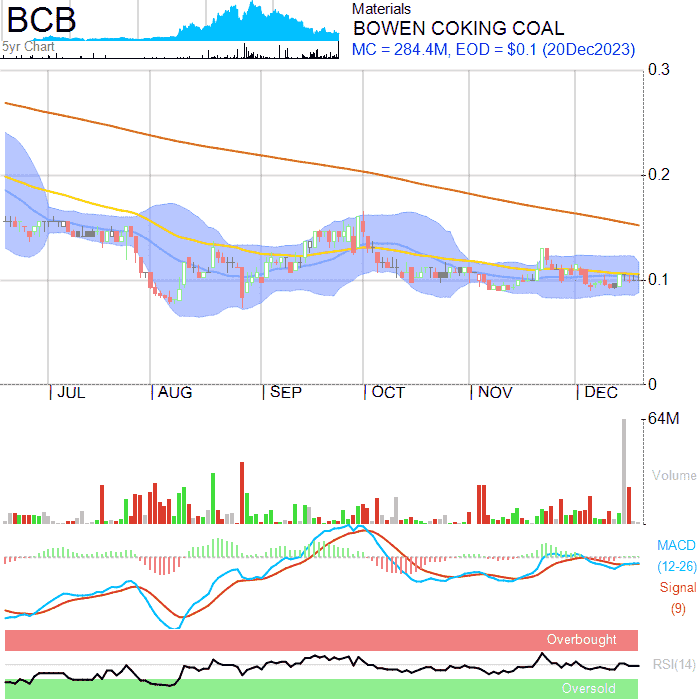 BCB
5yr Chart
Materials
BOWEN COKING COAL
MC = 284.4M, EOD = $0.1 (20Dec2023)
0.3
0.2
0.1
0
JUL
AUG
SEP
OCT
NOV
DEC
64M
Volume
MACD
(12-26)
Signal
(9)
Overbought
RSI(14)
Oversold